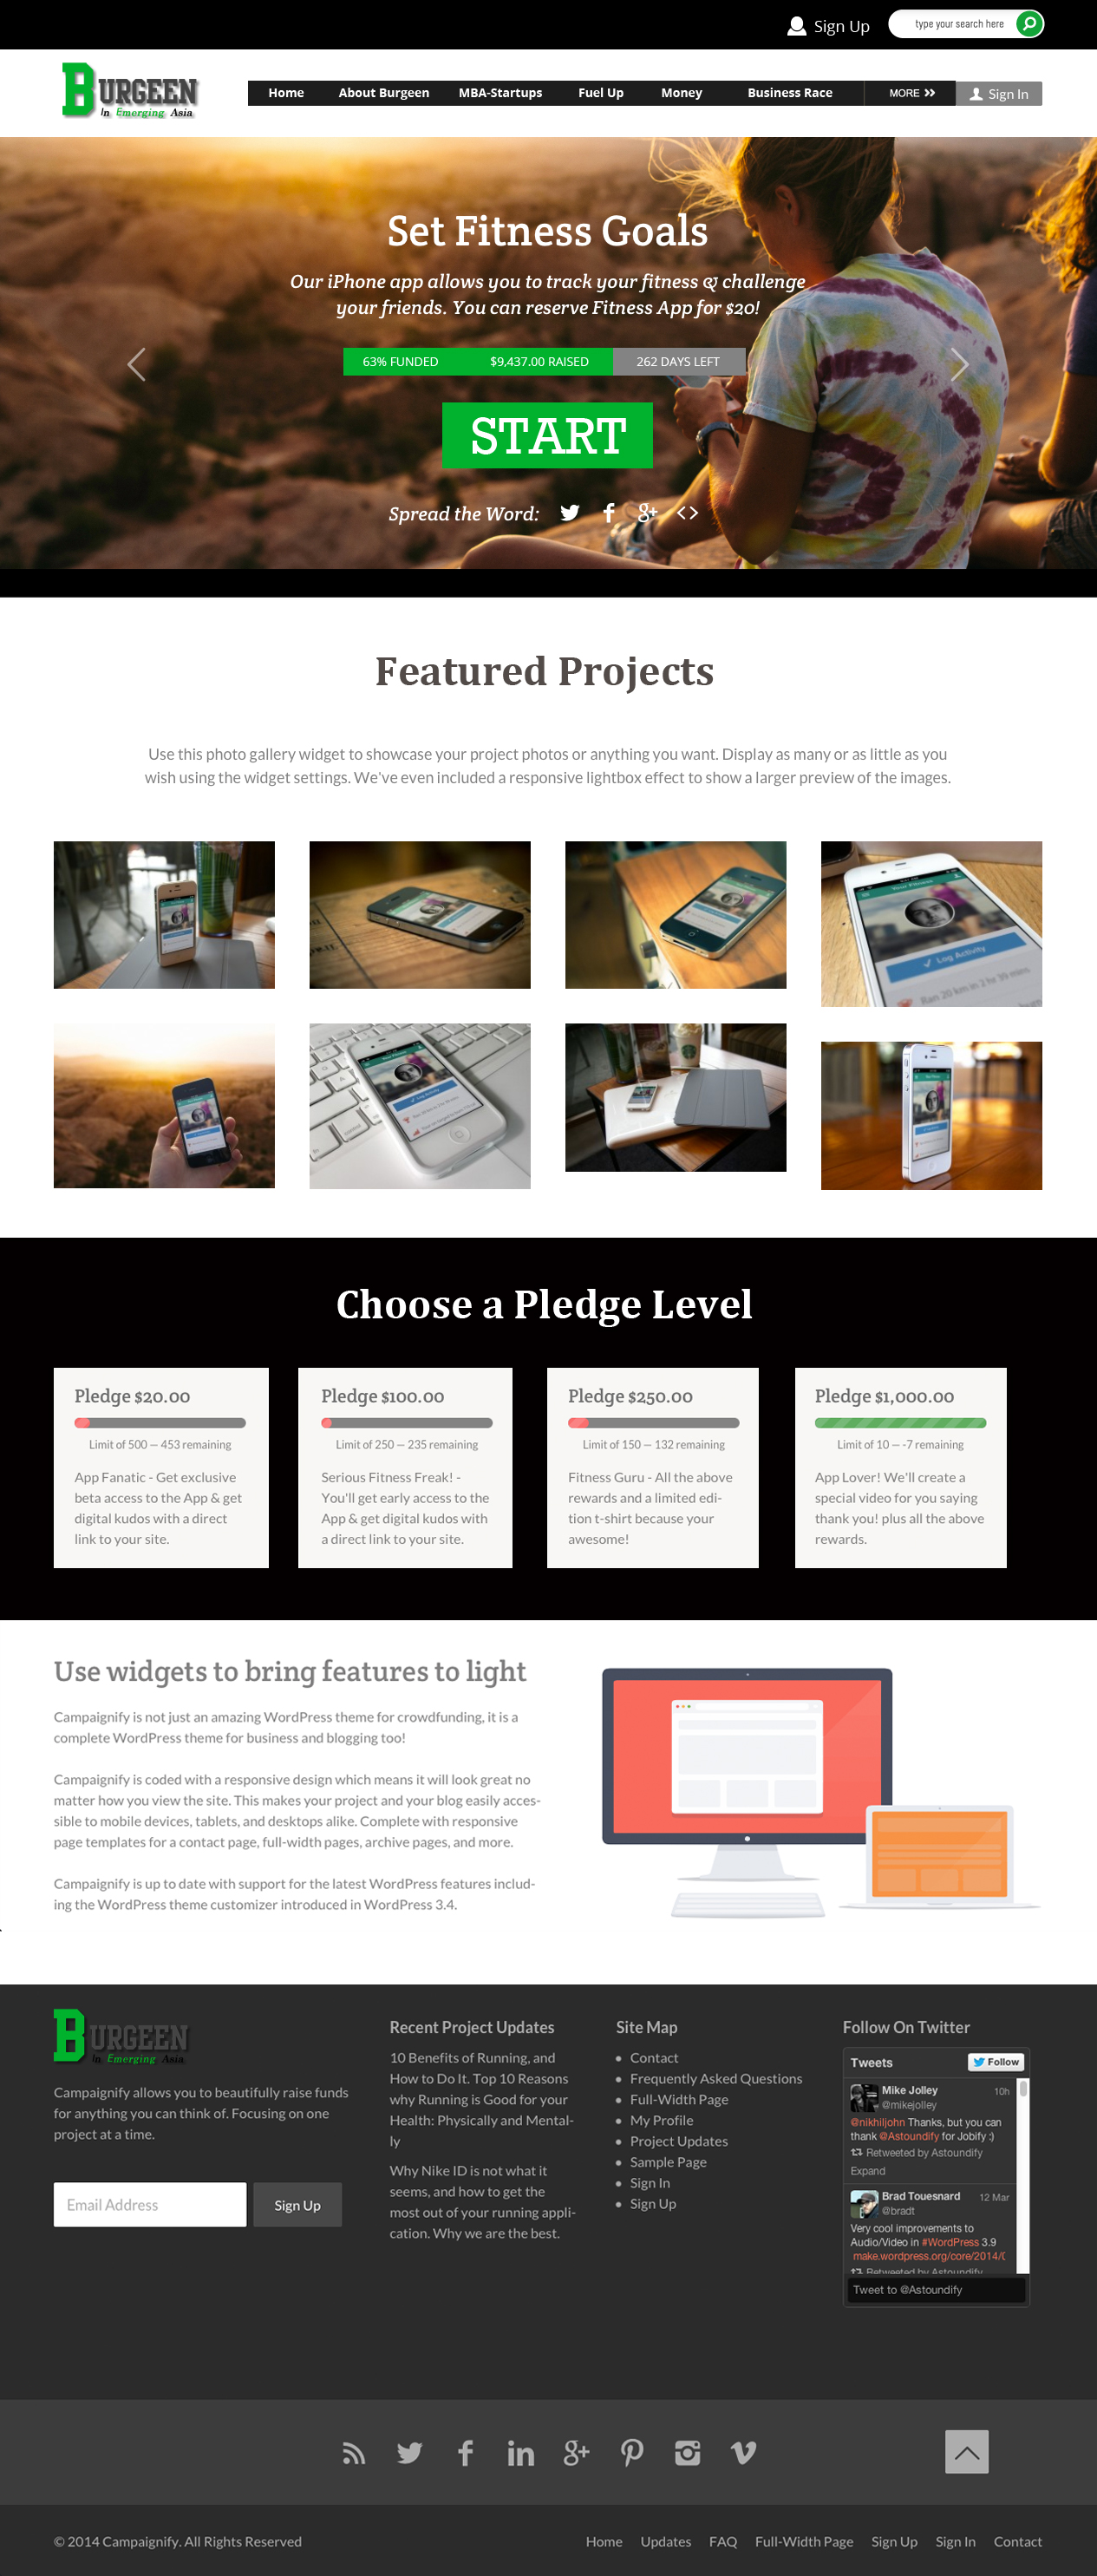 Sign Up
type your search here
BURGEEN
In Emerging Asia
Home
About Burgeen
MBA-Startups
Fuel Up
Money
Business Race
MORE
Sign In
Set Fitness Goals
Our iPhone app allows you to track your fitness & challenge
your friends. You can reserve Fitness App for $20!
63% FUNDED
$9,437.00 RAISED
262 DAYS LEFT
START
Spread the Word:
Featured Projects
Use this photo gallery widget to showcase your project photos or anything you want. Display as many or as little as you
wish using the widget settings. We've even included a responsive lightbox effect to show a larger preview of the images.
Log Activity
Ran 20 km in 2 hr 39 mins
Choose a Pledge Level
Pledge $20.00
Limit of 500 — 453 remaining
App Fanatic - Get exclusive
beta access to the App & get
digital kudos with a direct
link to your site.
Pledge $100.00
Limit of 250 — 235 remaining
Serious Fitness Freak! -
You'll get early access to the
App & get digital kudos with
a direct link to your site.
Pledge $250.00
Limit of 150 — 132 remaining
Fitness Guru - All the above
rewards and a limited edi-
tion t-shirt because your
awesome!
Pledge $1,000.00
Limit of 10 — -7 remaining
App Lover! We'll create a
special video for you saying
thank you! plus all the above
rewards.
Use widgets to bring features to light
Campaignify is not just an amazing WordPress theme for crowdfunding, it is a
complete WordPress theme for business and blogging too!
Campaignify is coded with a responsive design which means it will look great no
matter how you view the site. This makes your project and your blog easily acces-
sible to mobile devices, tablets, and desktops alike. Complete with responsive
page templates for a contact page, full-width pages, archive pages, and more.
Campaignify is up to date with support for the latest WordPress features includ-
ing the WordPress theme customizer introduced in WordPress 3.4.
BURGEEN
In Emerging Asia
Campaignify allows you to beautifully raise funds
for anything you can think of. Focusing on one
project at a time.
Email Address
Sign Up
Recent Project Updates
10 Benefits of Running, and
How to Do It. Top 10 Reasons
why Running is Good for your
Health: Physically and Mental-
ly
Why Nike ID is not what it
seems, and how to get the
most out of your running appli-
cation. Why we are the best.
Site Map
Contact
Frequently Asked Questions
Full-Width Page
My Profile
Project Updates
Sample Page
Sign In
Sign Up
Follow On Twitter
Tweets
Follow
Mike Jolley
10h
@mikejolley
@nikhiljohn Thanks, but you can
thank @Astoundify for Jobify :)
Retweeted by Astoundify
Expand
Brad Touesnard
12 Mar
@bradt
Very cool improvements to
Audio/Video in #WordPress 3.9
make.wordpress.org/core/2014/0
Retweeted by Astoundify
Tweet to @Astoundify
© 2014 Campaignify. All Rights Reserved
Home
Updates
FAQ
Full-Width Page
Sign Up
Sign In
Contact